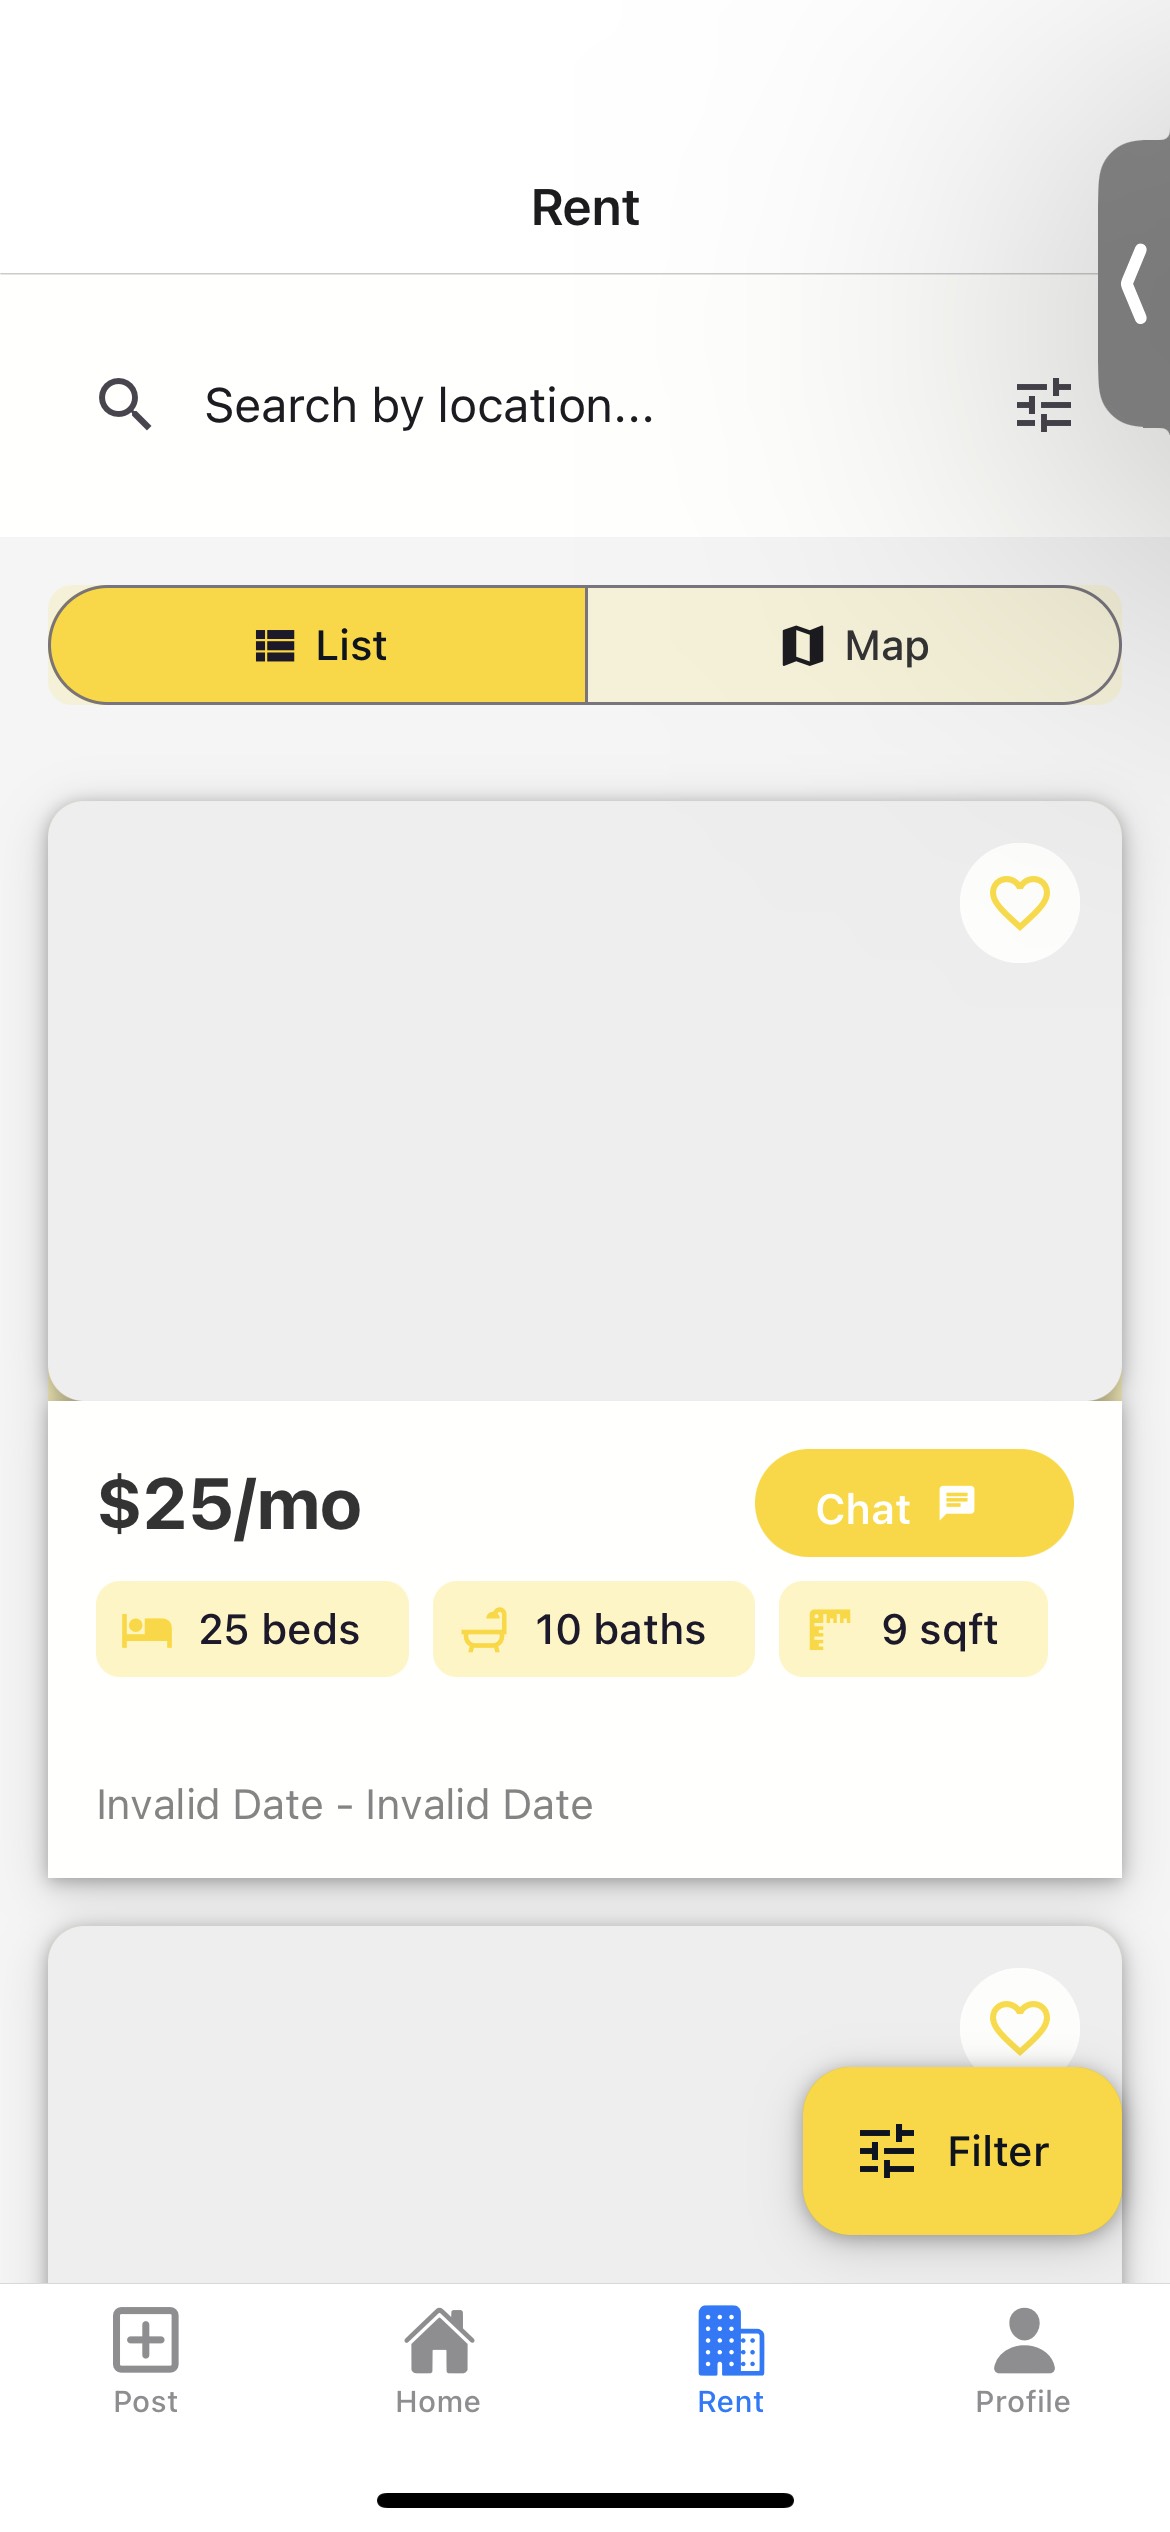 Rent
Search by location...
List
Map
$25/mo
Chat
25 beds
10 baths
9 sqft
Invalid Date - Invalid Date
Filter
Post
Home
Rent
Profile